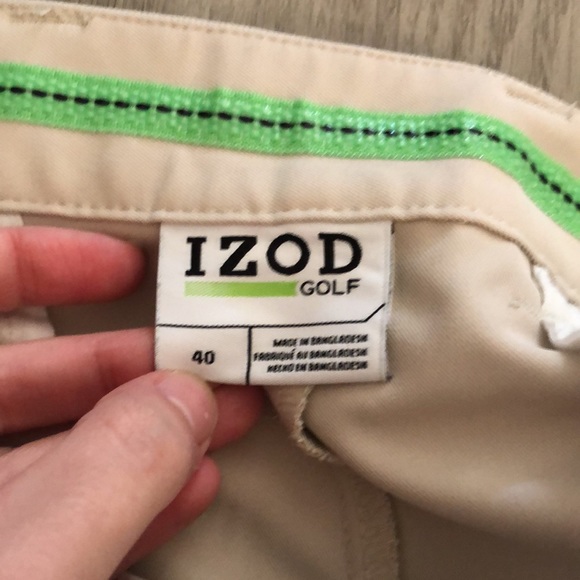 IZOD
GOLF
40
MADE IN BANGLADESH
FABRIQUÉ AU BANGLADESH
HECHO EN BANGLADESH